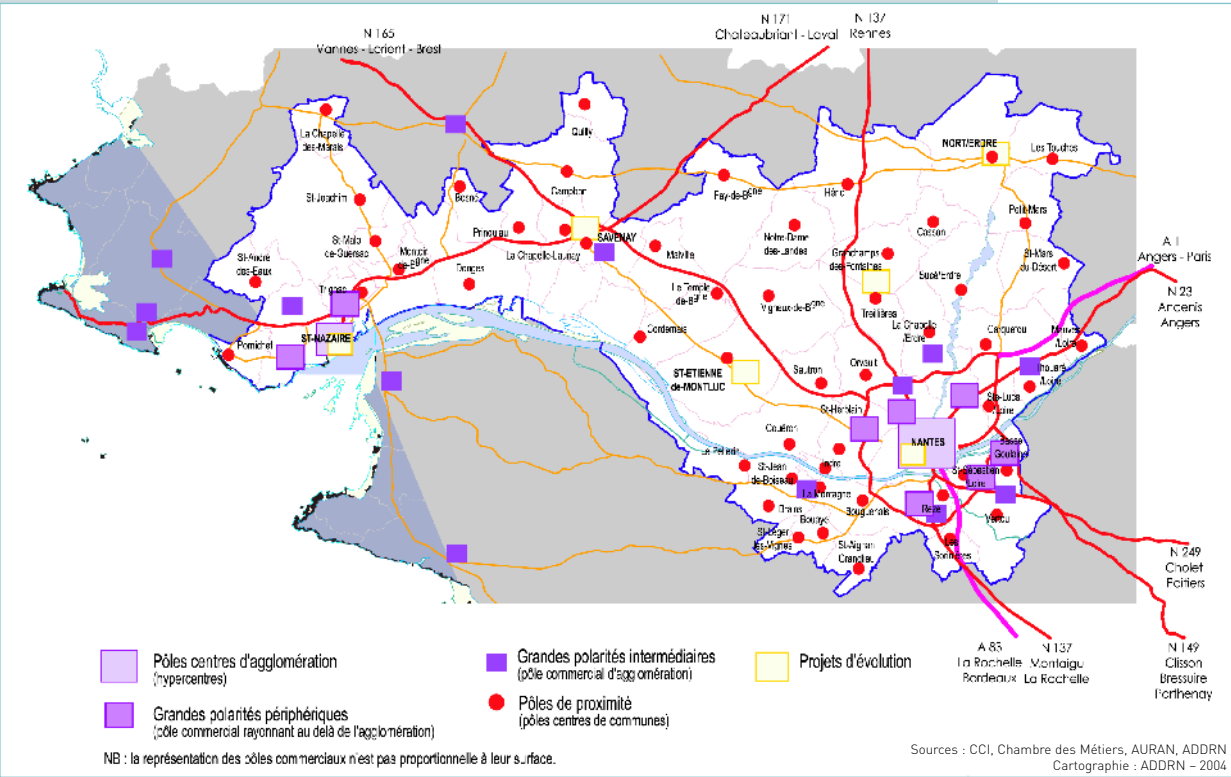 N 165
Vannes - Lorient - Brest
N 171
Chateaubriant - Laval
N 137
Rennes
La Chapelle
des-Marais
Quilly
NORT/ERDRE
Les Touches
St-Joachim
Besné
Campbon
Fay-de-Bgne
Héric
Petit-Mars
St-Malo
de-Guersac
Prinquiau
SAVENAY
La Chapelle-Launay
Malville
Notre-Dame
des-Landes
Casson
Grandchamps
des Fontaines
St-Mars
du-Désert
A 11
Angers - Paris
St-André
des-Eaux
Montoir
de-Bgne
Donges
Le Temple
de-Bgne
Vigneux-de-Bgne
Sucé/Erdre
Treillières
N 23
Ancenis
Angers
Trignac
Cordemais
La Chapelle
/Erdre
Carquefou
Mauves
/Loire
Pornichet
ST-NAZAIRE
ST-ETIENNE
de-MONTLUC
Sautron
Orvault
Thouaré
/Loire
St-Herblain
Ste-Luce
/Loire
Couëron
NANTES
Basse
Goulaine
Le Pellerin
St-Jean
de-Boiseau
Indre
St-Sébastien
/Loire
La Montagne
Brains
Bouaye
Bouguenais
Rezé
Vertou
St-Léger
les-Vignes
St-Aignan
Grandlieu
Les
Sorinières
N 249
Cholet
Poitiers
A 83
La Rochelle
Bordeaux
N 137
Montaigu
La Rochelle
N 149
Clisson
Bressuire
Parthenay
Pôles centres d'agglomération
(hypercentres)
Grandes polarités périphériques
(pôle commercial rayonnant au delà de l'agglomération)
Grandes polarités intermédiaires
(pôle commercial d'agglomération)
Pôles de proximité
(pôles centres de communes)
Projets d'évolution
NB : la représentation des pôles commerciaux n'est pas proportionnelle à leur surface.
Sources : CCI, Chambre des Métiers, AURAN, ADDRN
Cartographie : ADDRN – 2004